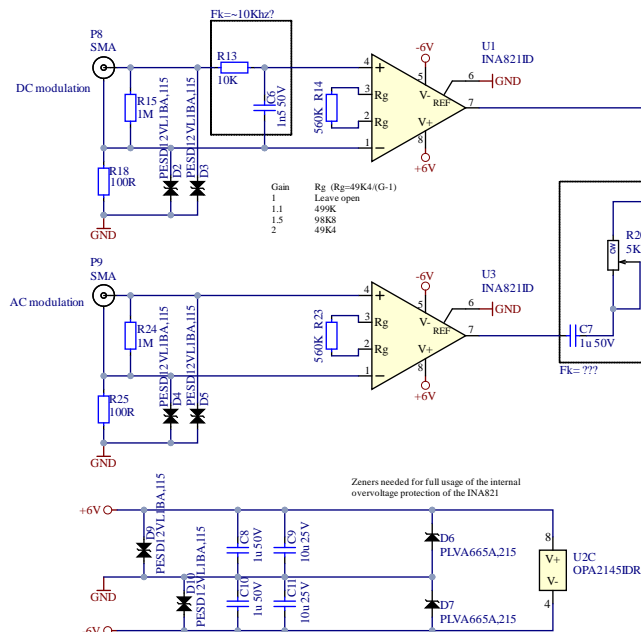 Fk=~10Khz?
P8
SMA
DC modulation
R13
10K
C6
1n5 50V
R15
1M
PESD12VL1BA,115
PESD12VL1BA,115
D2
D3
R18
100R
GND
4
3
2
1
Rg
Rg
R14
560K
-6V
5
V-
REF
V+
8
+6V
6
GND
7
U1
INA821ID
Gain Rg (Rg=49K4/(G-1)
1 Leave open
1.1 499K
1.5 98K8
2 49K4
P9
SMA
AC modulation
R24
1M
PESD12VL1BA,115
PESD12VL1BA,115
D4
D5
R25
100R
GND
4
3
2
1
Rg
Rg
R23
560K
-6V
5
V-
REF
V+
8
+6V
6
GND
7
U3
INA821ID
CW
C7
1u 50V
Fk= ???
Zeners needed for full usage of the internal
overvoltage protection of the INA821
+6V
D9
PESD12VL1BA,115
D10
PESD12VL1BA,115
C8
1u 50V
C9
10u 25V
C10
1u 50V
C11
10u 25V
GND
-6V
D6
PLVA665A,215
D7
PLVA665A,215
8
V+
V-
4
U2C
OPA2145IDR